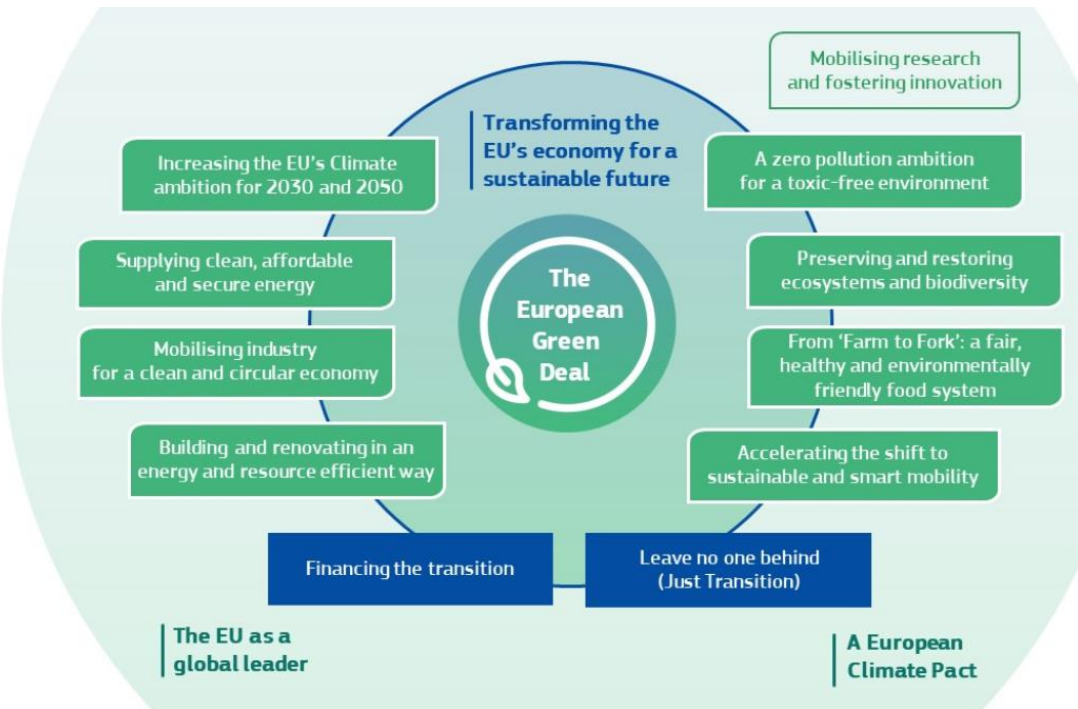 Mobilising research
and fostering innovation
Transforming the
EU's economy for a
sustainable future
Increasing the EU's Climate
ambition for 2030 and 2050
A zero pollution ambition
for a toxic-free environment
Supplying clean, affordable
and secure energy
The
European
Green
Deal
Preserving and restoring
ecosystems and biodiversity
Mobilising industry
for a clean and circular economy
From ‘Farm to Fork’: a fair,
healthy and environmentally
friendly food system
Building and renovating in an
energy and resource efficient way
Accelerating the shift to
sustainable and smart mobility
Financing the transition
Leave no one behind
(Just Transition)
The EU as a
global leader
A European
Climate Pact